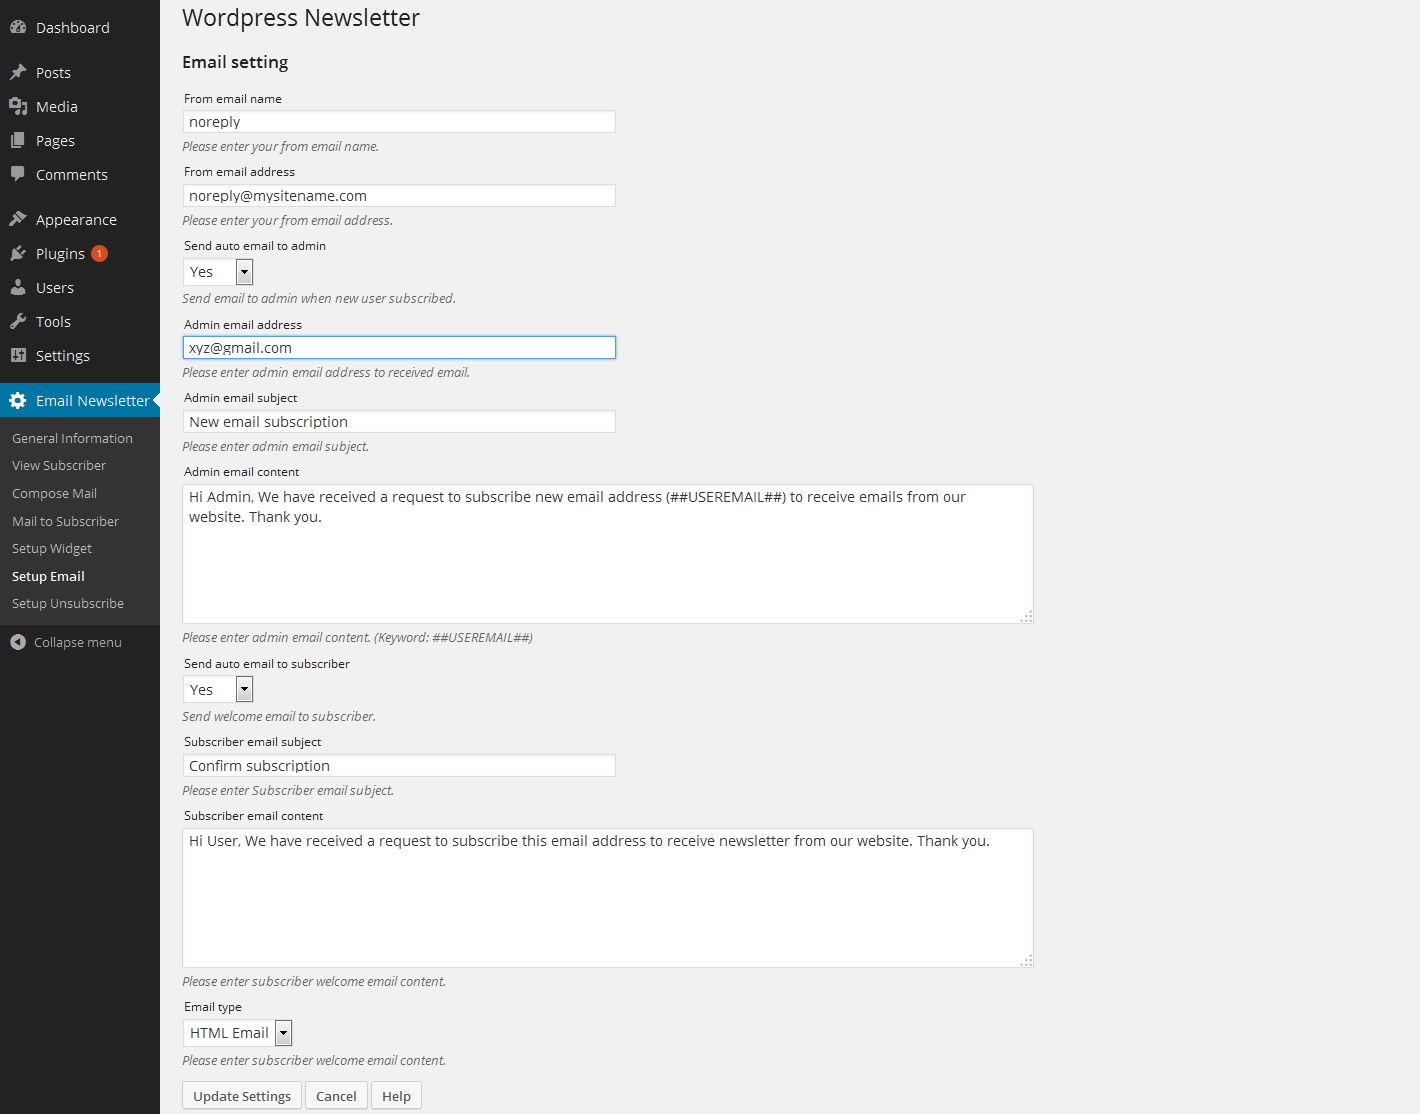 Dashboard
Posts
Media
Pages
Comments
Appearance
Plugins 1
Users
Tools
Settings
Email Newsletter
General Information
View Subscriber
Compose Mail
Mail to Subscriber
Setup Widget
Setup Email
Setup Unsubscribe
Collapse menu
Wordpress Newsletter
Email setting
From email name
noreply
Please enter your from email name.
From email address
noreply@mysitename.com
Please enter your from email address.
Send auto email to admin
Yes
Send email to admin when new user subscribed.
Admin email address
xyz@gmail.com
Please enter admin email address to received email.
Admin email subject
New email subscription
Please enter admin email subject.
Admin email content
Hi Admin, We have received a request to subscribe new email address (##USEREMAIL##) to receive emails from our
website. Thank you.
Please enter admin email content. (Keyword: ##USEREMAIL##)
Send auto email to subscriber
Yes
Send welcome email to subscriber.
Subscriber email subject
Confirm subscription
Please enter Subscriber email subject.
Subscriber email content
Hi User, We have received a request to subscribe this email address to receive newsletter from our website. Thank you.
Please enter subscriber welcome email content.
Email type
HTML Email
Please enter subscriber welcome email content.
Update Settings Cancel Help